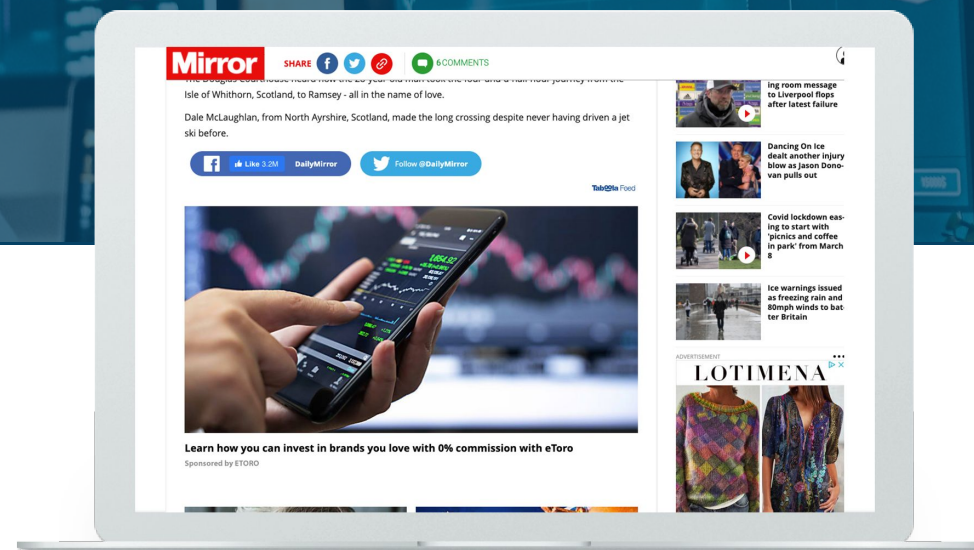 Mirror
SHARE
6 COMMENTS
Isle of Whithorn, Scotland, to Ramsey - all in the name of love.
Dale McLaughlan, from North Ayrshire, Scotland, made the long crossing despite never having driven a jet
ski before.
Like 3.2M DailyMirror
Follow @DailyMirror
Taboola Feed
1,654.92
Learn how you can invest in brands you love with 0% commission with eToro
Sponsored by ETORO
ing room message
to Liverpool flops
after latest failure
Dancing On Ice
dealt another injury
blow as Jason Dono-
van pulls out
Covid lockdown eas-
ing to start with
'picnics and coffee
in park' from March
8
Ice warnings issued
as freezing rain and
80mph winds to bat-
ter Britain
ADVERTISEMENT
LOTIMENA